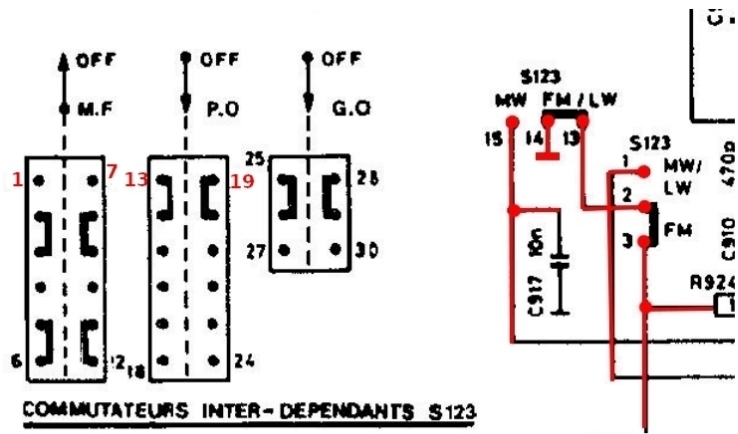 OFF OFF OFF
M.F P.O G.O
1 7 13 19 25 28
27 30
6 12 18 24
COMMUTATEURS INTER-DEPENDANTS S123
S123
MW FM/LW
15 14 13
S123
1 MW/
LW
2
FM
3
C917 10n
470p
C910
R924
1